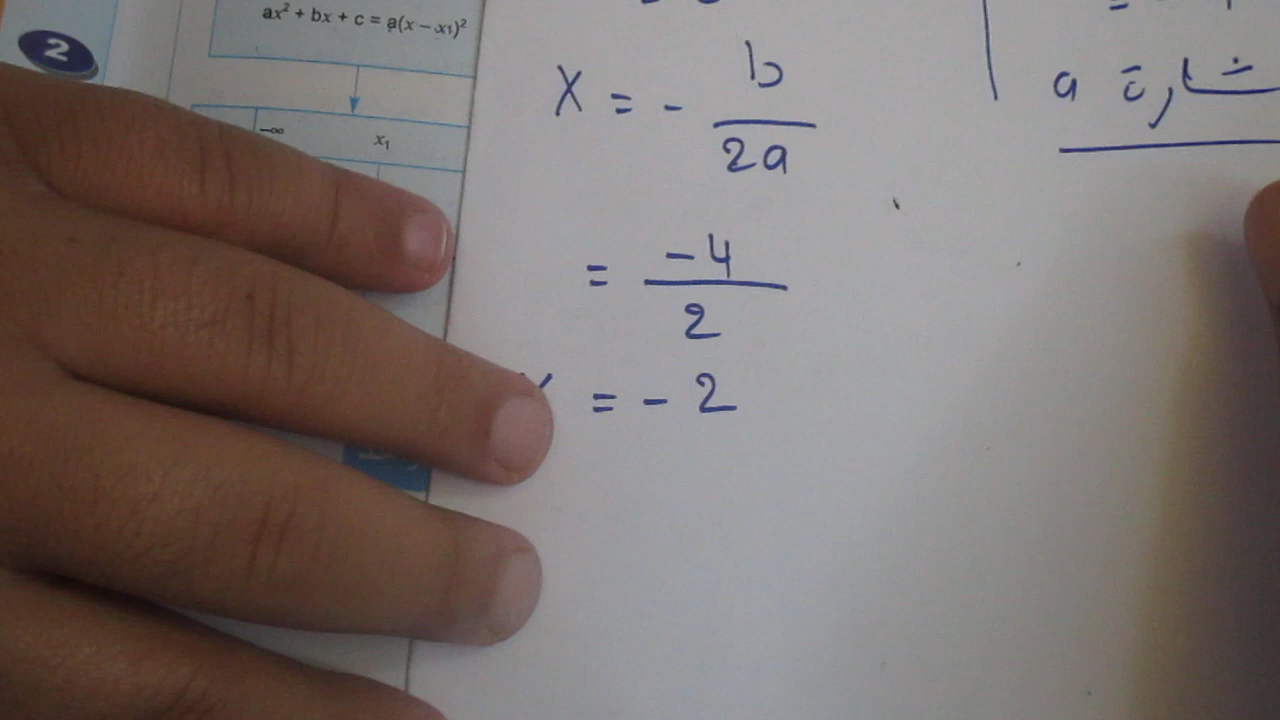 2
ax² + bx + c = a(x – x₁)²
–∞ x₁
X = - b/2a
= -4/2
= - 2
a